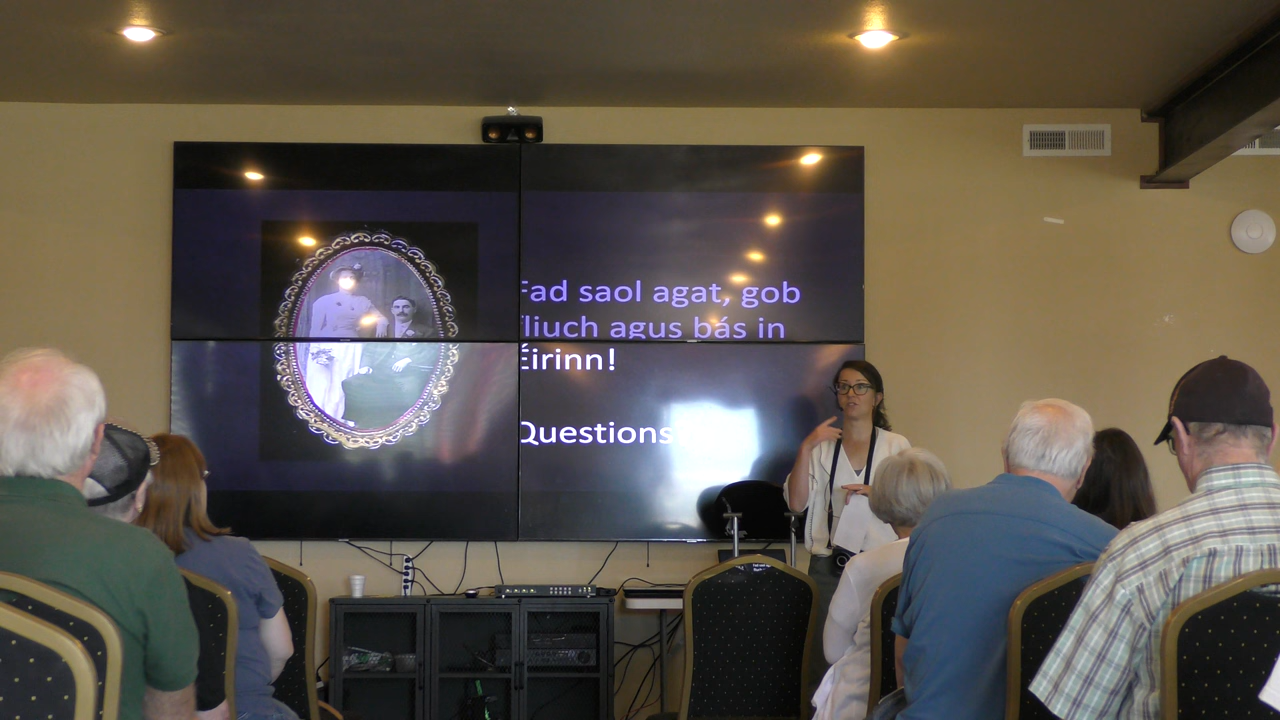 Fad saol agat, gob
fliuch agus bás in
Éirinn!
Questions